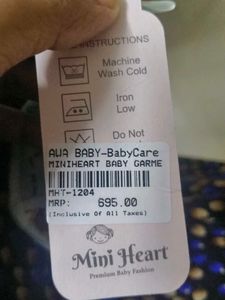 INSTRUCTIONS
Machine
Wash Cold
Iron
Low
Do Not
AWA BABY-BabyCare
MINIHEART BABY GARME
MHT-1204
MRP: 695.00
(Inclusive Of All Taxes)
Mini Heart
Premium Baby Fashion